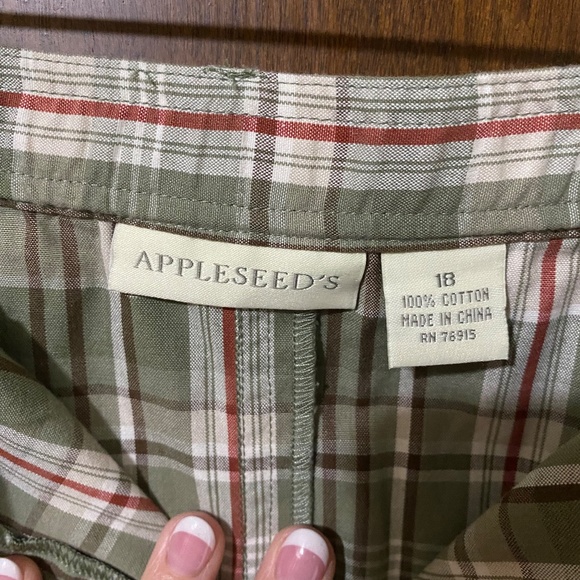 APPLESEED'S
18
100% COTTON
MADE IN CHINA
RN 76915